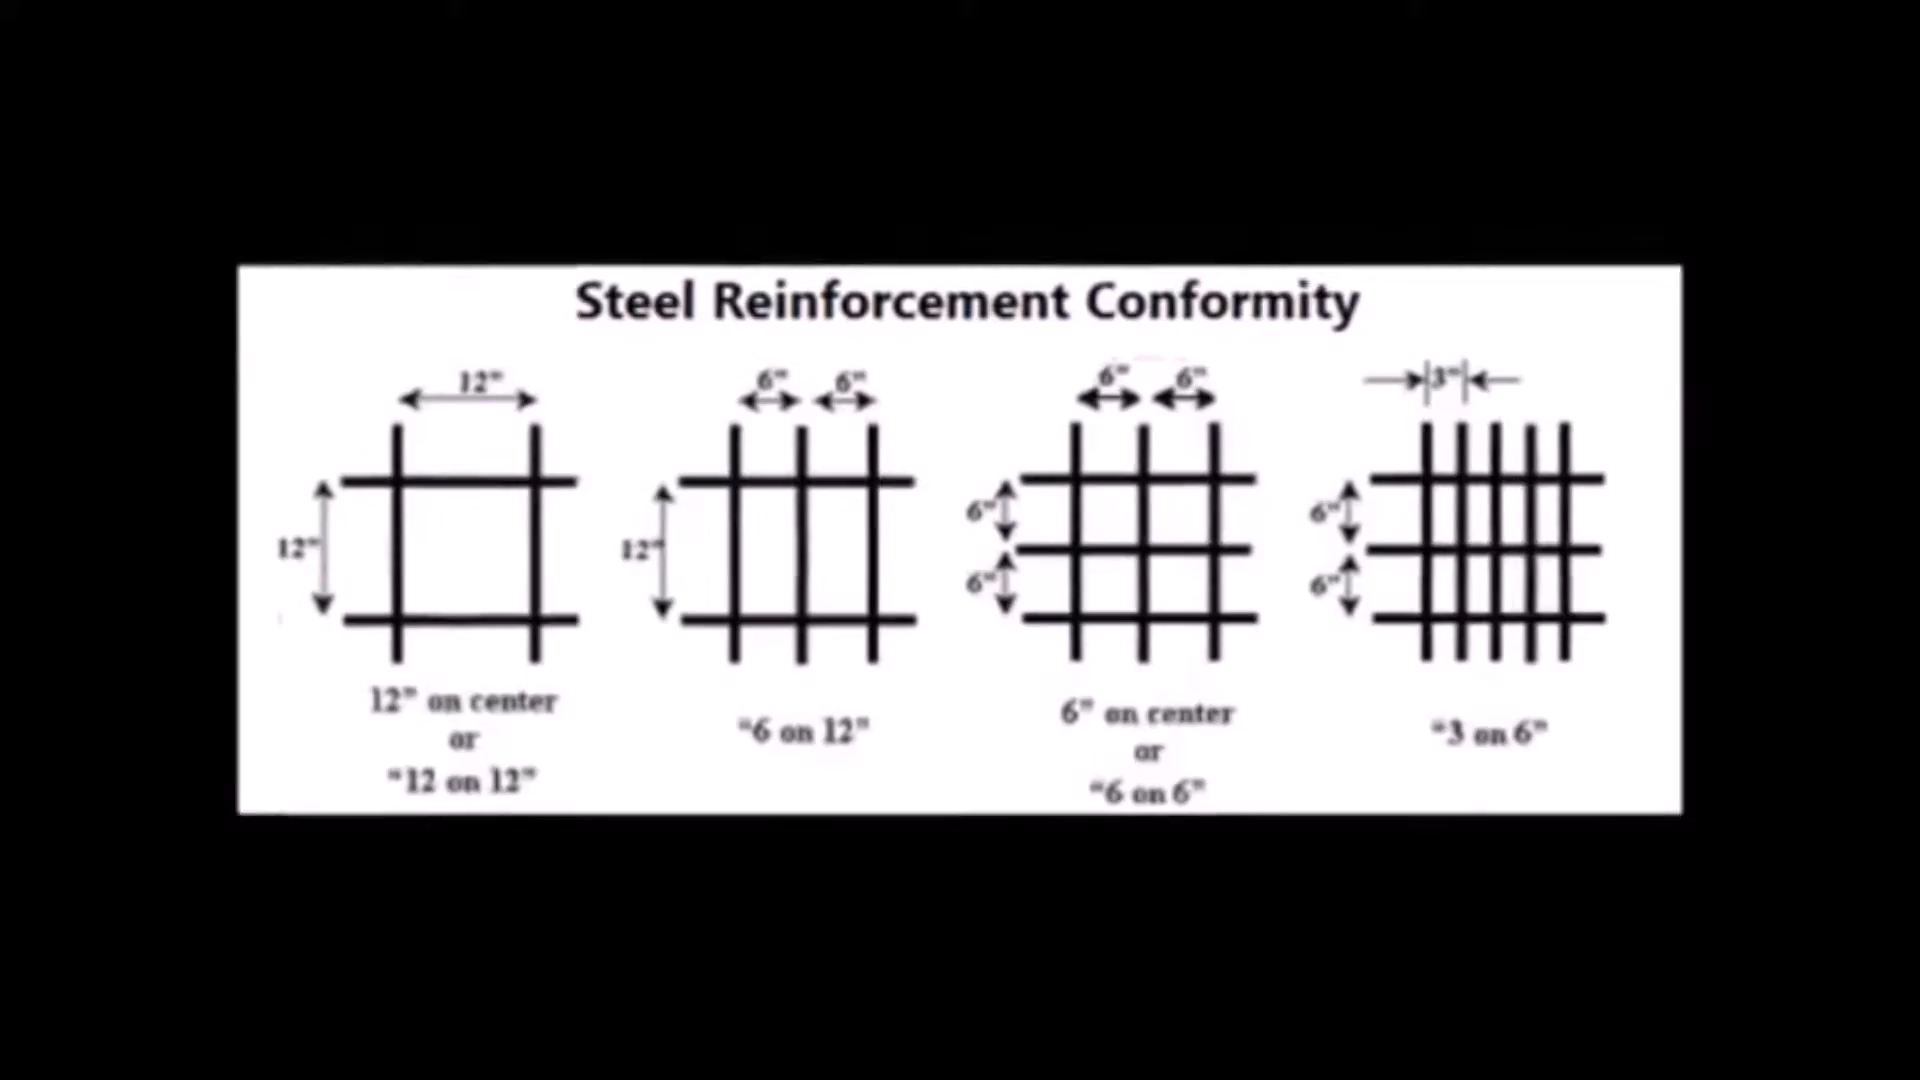 Steel Reinforcement Conformity
12"
12"
12” on center
or
“12 on 12”
6" 6"
12"
“6 on 12”
6" 6"
6"
6"
6” on center
or
“6 on 6”
3"
6"
6"
“3 on 6”